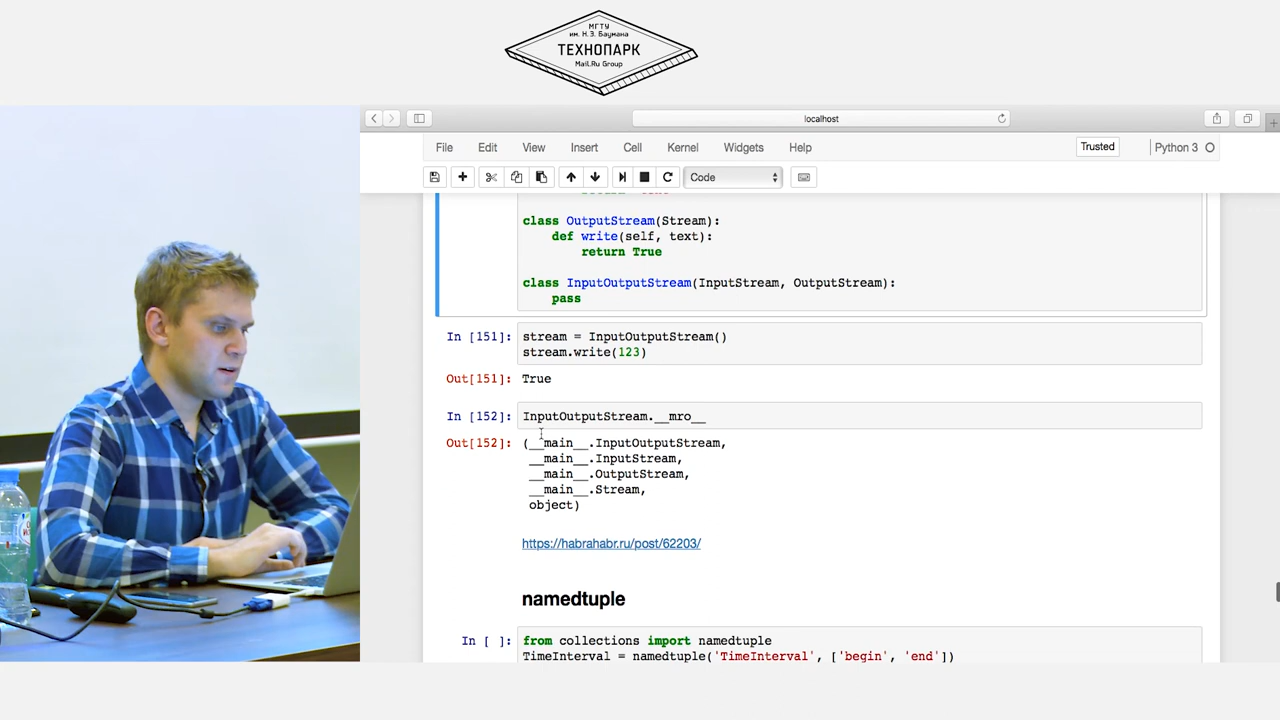 МГТУ
им. Н.Э. Баумана
ТЕХНОПАРК
Mail.Ru Group
localhost
File Edit View Insert Cell Kernel Widgets Help Trusted Python 3
Code
class OutputStream(Stream):
def write(self, text):
return True
class InputOutputStream(InputStream, OutputStream):
pass
In [151]: stream = InputOutputStream()
stream.write(123)
Out[151]: True
In [152]: InputOutputStream.__mro__
Out[152]: (__main__.InputOutputStream,
__main__.InputStream,
__main__.OutputStream,
__main__.Stream,
object)
https://habrahabr.ru/post/62203/
namedtuple
In [ ]: from collections import namedtuple
TimeInterval = namedtuple('TimeInterval', ['begin', 'end'])